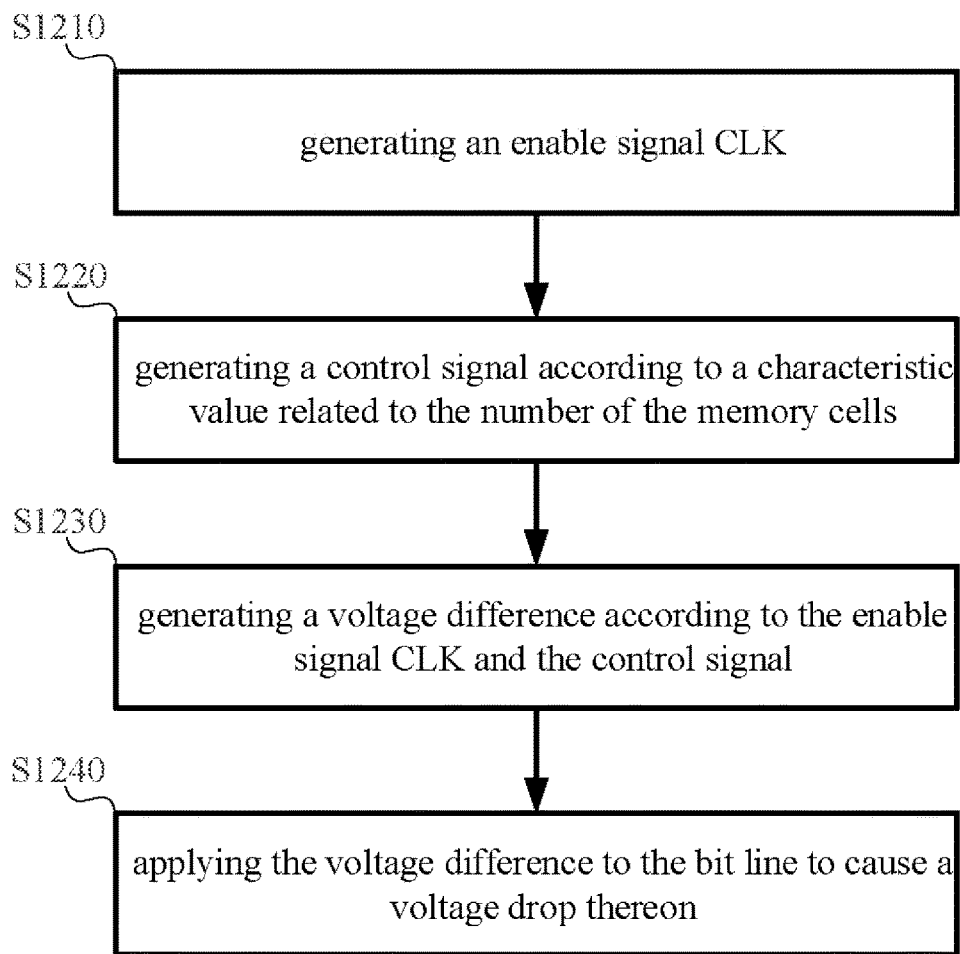 S1210
generating an enable signal CLK
S1220
generating a control signal according to a characteristic
value related to the number of the memory cells
S1230
generating a voltage difference according to the enable
signal CLK and the control signal
S1240
applying the voltage difference to the bit line to cause a
voltage drop thereon